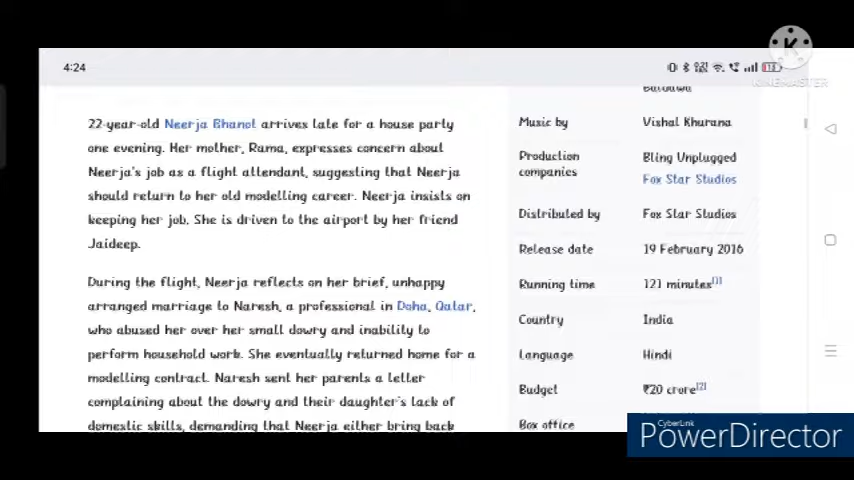 4:24
KINEMASTER
22-year-old Neerja Bhanot arrives late for a house party
one evening. Her mother, Rama, expresses concern about
Neerja's job as a flight attendant, suggesting that Neerja
should return to her old modelling career. Neerja insists on
keeping her job. She is driven to the airport by her friend
Jaideep.
During the flight, Neerja reflects on her brief, unhappy
arranged marriage to Naresh, a professional in Doha, Qatar,
who abused her over her small dowry and inability to
perform household work. She eventually returned home for a
modelling contract. Naresh sent her parents a letter
complaining about the dowry and their daughter's lack of
domestic skills, demanding that Neerja either bring back
Music by Vishal Khurana
Production companies Bling Unplugged
Fox Star Studios
Distributed by Fox Star Studios
Release date 19 February 2016
Running time 121 minutes[1]
Country India
Language Hindi
Budget ₹20 crore[2]
Box office
CyberLink
PowerDirector